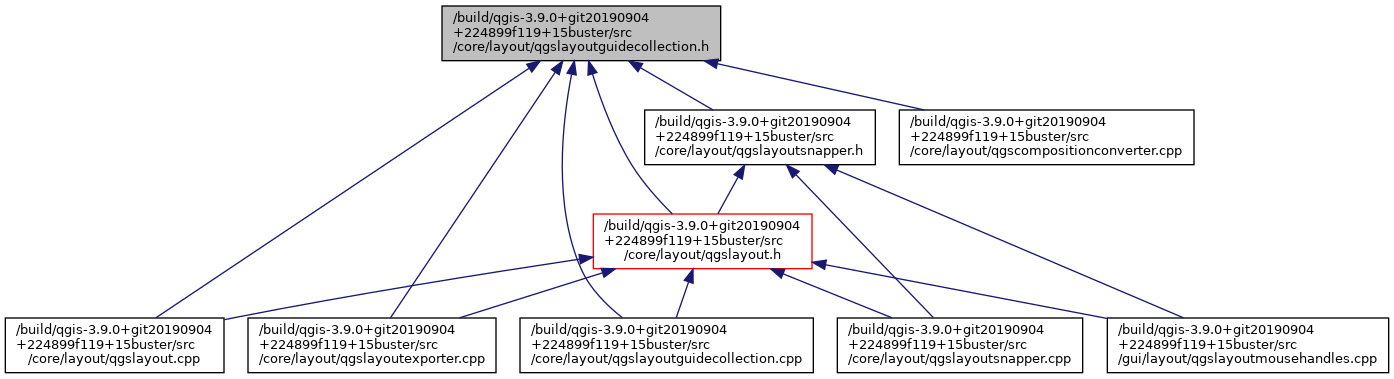 /build/qgis-3.9.0+git20190904
+224899f119+15buster/src
/core/layout/qgslayoutguidecollection.h
/build/qgis-3.9.0+git20190904
+224899f119+15buster/src
/core/layout/qgslayoutsnapper.h
/build/qgis-3.9.0+git20190904
+224899f119+15buster/src
/core/layout/qgscompositionconverter.cpp
/build/qgis-3.9.0+git20190904
+224899f119+15buster/src
/core/layout/qgslayout.h
/build/qgis-3.9.0+git20190904
+224899f119+15buster/src
/core/layout/qgslayout.cpp
/build/qgis-3.9.0+git20190904
+224899f119+15buster/src
/core/layout/qgslayoutexporter.cpp
/build/qgis-3.9.0+git20190904
+224899f119+15buster/src
/core/layout/qgslayoutguidecollection.cpp
/build/qgis-3.9.0+git20190904
+224899f119+15buster/src
/core/layout/qgslayoutsnapper.cpp
/build/qgis-3.9.0+git20190904
+224899f119+15buster/src
/gui/layout/qgslayoutmousehandles.cpp